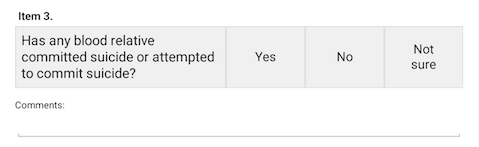 Item 3.
Has any blood relative
committed suicide or attempted
to commit suicide?
Yes
No
Not
sure
Comments: